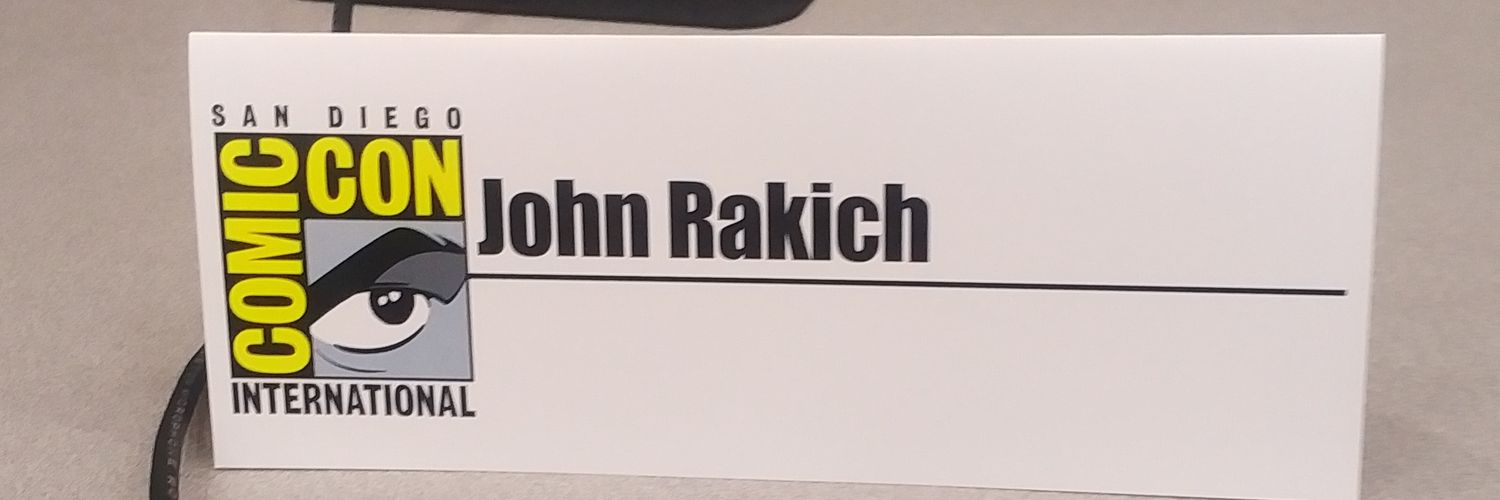 SAN DIEGO
COMIC CON
INTERNATIONAL
John Rakich